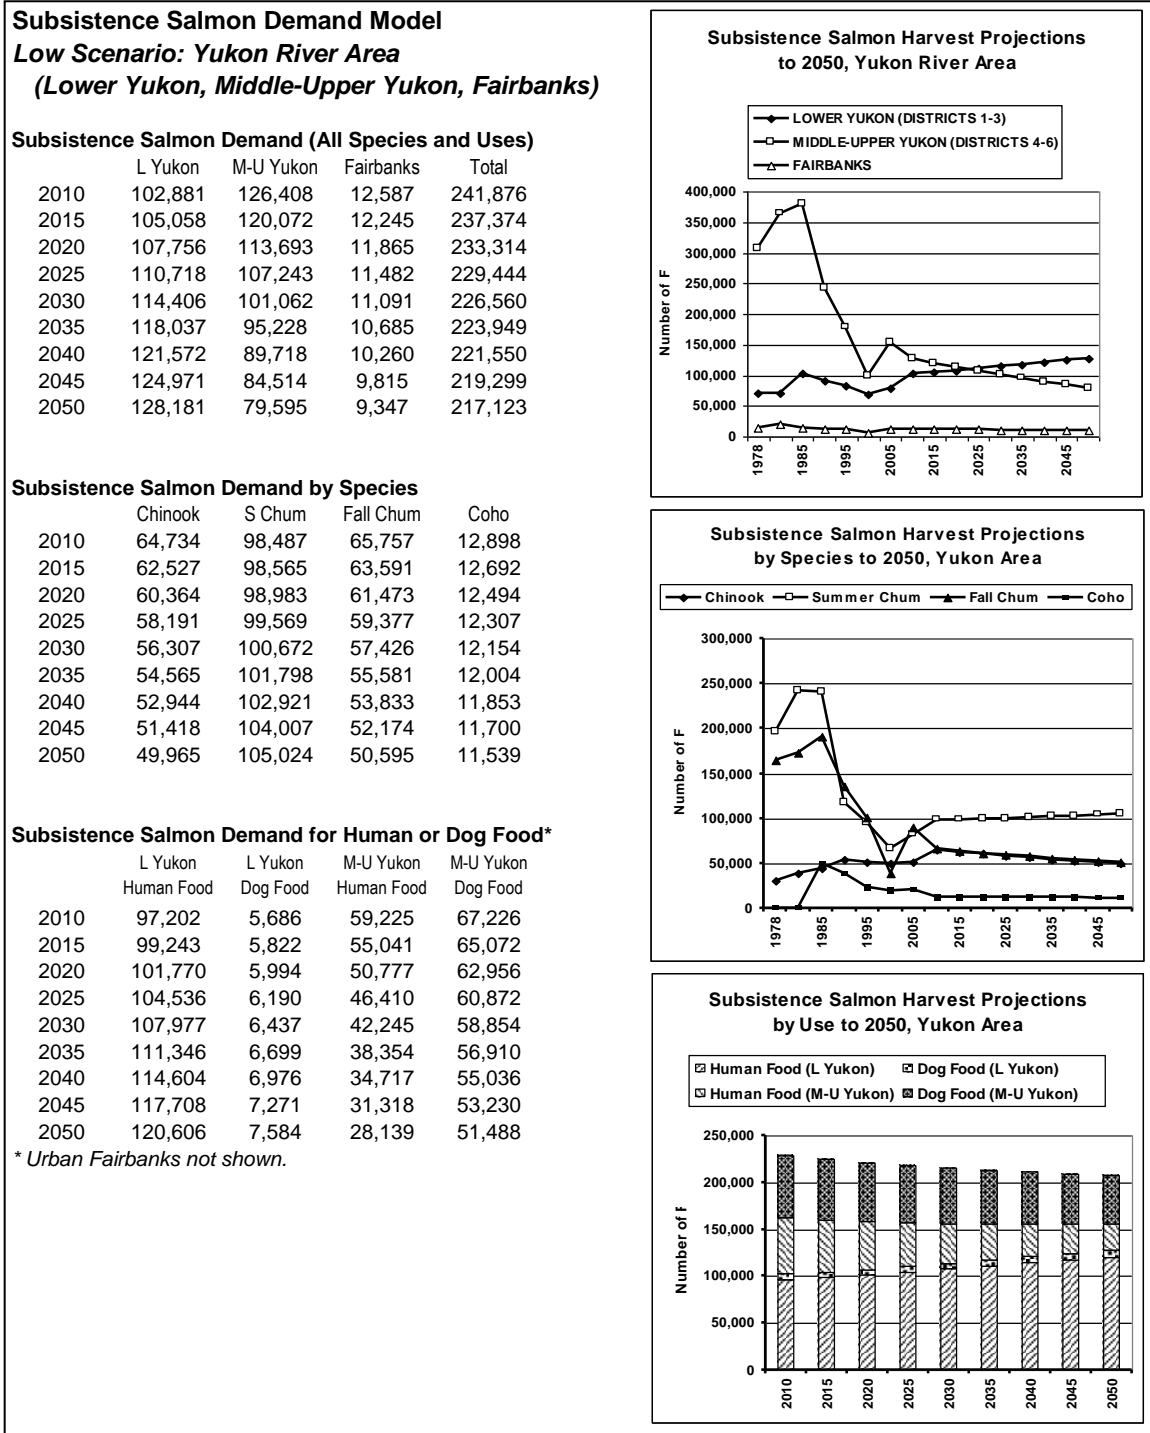 Subsistence Salmon Demand Model
Low Scenario: Yukon River Area
(Lower Yukon, Middle-Upper Yukon, Fairbanks)
Subsistence Salmon Demand (All Species and Uses)
L Yukon M-U Yukon Fairbanks Total
2010 102,881 126,408 12,587 241,876
2015 105,058 120,072 12,245 237,374
2020 107,756 113,693 11,865 233,314
2025 110,718 107,243 11,482 229,444
2030 114,406 101,062 11,091 226,560
2035 118,037 95,228 10,685 223,949
2040 121,572 89,718 10,260 221,550
2045 124,971 84,514 9,815 219,299
2050 128,181 79,595 9,347 217,123
Subsistence Salmon Demand by Species
Chinook S Chum Fall Chum Coho
2010 64,734 98,487 65,757 12,898
2015 62,527 98,565 63,591 12,692
2020 60,364 98,983 61,473 12,494
2025 58,191 99,569 59,377 12,307
2030 56,307 100,672 57,426 12,154
2035 54,565 101,798 55,581 12,004
2040 52,944 102,921 53,833 11,853
2045 51,418 104,007 52,174 11,700
2050 49,965 105,024 50,595 11,539
Subsistence Salmon Demand for Human or Dog Food*
L Yukon L Yukon M-U Yukon M-U Yukon
Human Food Dog Food Human Food Dog Food
2010 97,202 5,686 59,225 67,226
2015 99,243 5,822 55,041 65,072
2020 101,770 5,994 50,777 62,956
2025 104,536 6,190 46,410 60,872
2030 107,977 6,437 42,245 58,854
2035 111,346 6,699 38,354 56,910
2040 114,604 6,976 34,717 55,036
2045 117,708 7,271 31,318 53,230
2050 120,606 7,584 28,139 51,488
* Urban Fairbanks not shown.
Subsistence Salmon Harvest Projections
to 2050, Yukon River Area
LOWER YUKON (DISTRICTS 1-3)
MIDDLE-UPPER YUKON (DISTRICTS 4-6)
FAIRBANKS
Number of F
400,000
350,000
300,000
250,000
200,000
150,000
100,000
50,000
0
1978 1985 1995 2005 2015 2025 2035 2045
Subsistence Salmon Harvest Projections
by Species to 2050, Yukon Area
Chinook Summer Chum Fall Chum Coho
Number of F
300,000
250,000
200,000
150,000
100,000
50,000
0
1978 1985 1995 2005 2015 2025 2035 2045
Subsistence Salmon Harvest Projections
by Use to 2050, Yukon Area
Human Food (L Yukon) Dog Food (L Yukon)
Human Food (M-U Yukon) Dog Food (M-U Yukon)
Number of F
250,000
200,000
150,000
100,000
50,000
0
2010 2015 2020 2025 2030 2035 2040 2045 2050